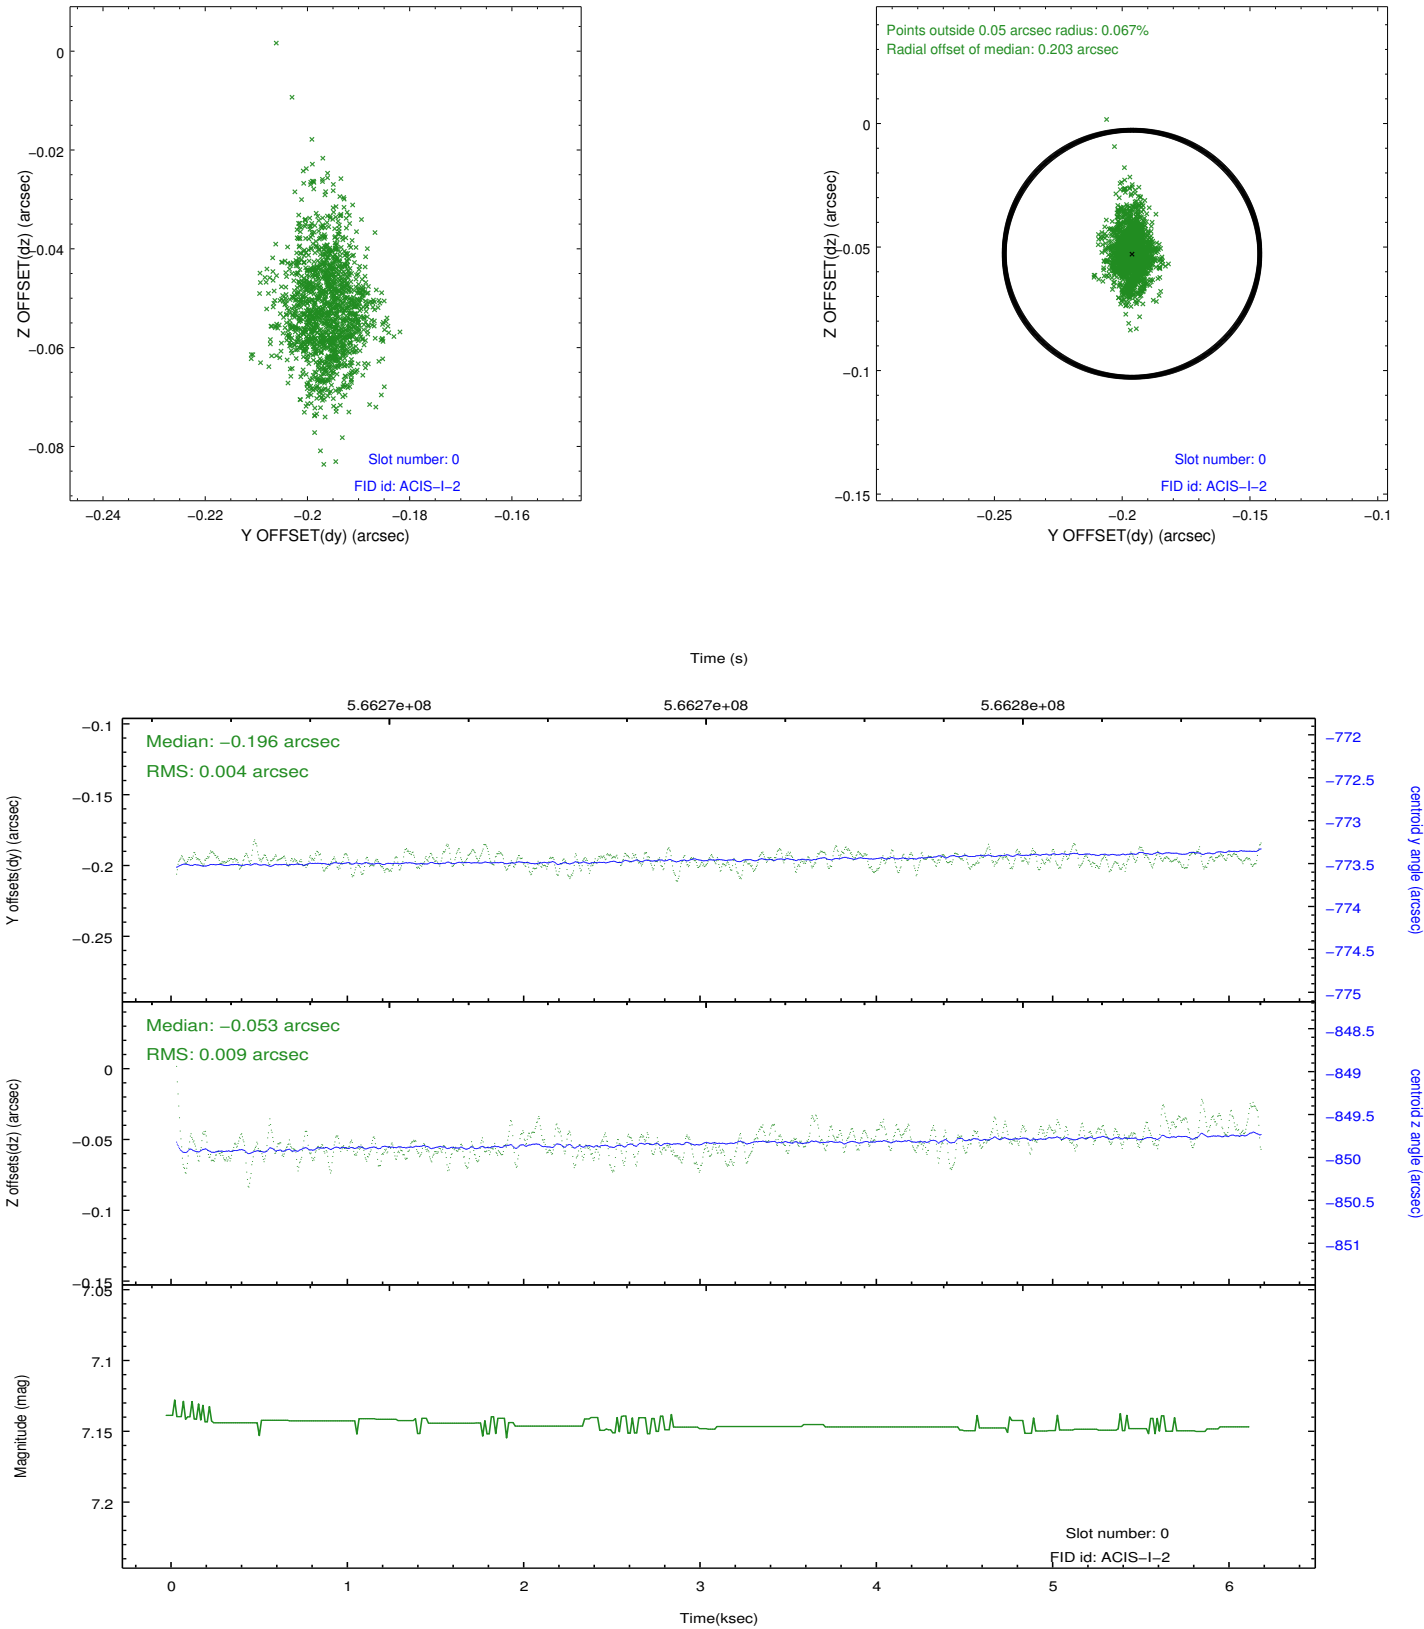 0
−0.02
−0.04
−0.06
−0.08
Z OFFSET(dz) (arcsec)
Slot number: 0
FID id: ACIS−I−2
−0.24
−0.22
−0.2
−0.18
−0.16
Y OFFSET(dy) (arcsec)
Points outside 0.05 arcsec radius: 0.067%
Radial offset of median: 0.203 arcsec
0
−0.05
−0.1
−0.15
Z OFFSET(dz) (arcsec)
Slot number: 0
FID id: ACIS−I−2
−0.25
−0.2
−0.15
−0.1
Y OFFSET(dy) (arcsec)
Time (s)
5.6627e+08
5.6627e+08
5.6628e+08
Median: −0.196 arcsec
RMS: 0.004 arcsec
−0.1
−0.15
−0.2
−0.25
Y offsets(dy) (arcsec)
−772
−772.5
−773
−773.5
−774
−774.5
−775
centroid y angle (arcsec)
Median: −0.053 arcsec
RMS: 0.009 arcsec
0
−0.05
−0.1
−0.15
Z offsets(dz) (arcsec)
−848.5
−849
−849.5
−850
−850.5
−851
centroid z angle (arcsec)
7.05
7.1
7.15
7.2
Magnitude (mag)
Slot number: 0
FID id: ACIS−I−2
0
1
2
3
4
5
6
Time(ksec)